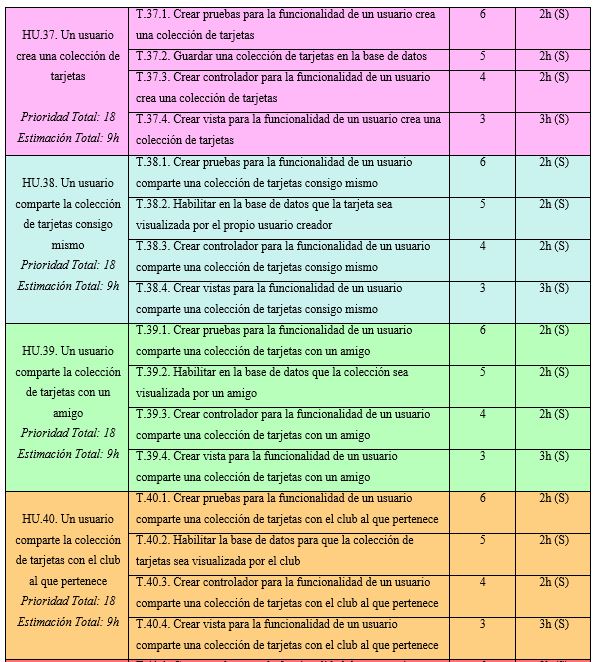 HU.37. Un usuario
crea una colección de
tarjetas
Prioridad Total: 18
Estimación Total: 9h
T.37.1. Crear pruebas para la funcionalidad de un usuario crea
una colección de tarjetas
6
2h (S)
T.37.2. Guardar una colección de tarjetas en la base de datos
5
2h (S)
T.37.3. Crear controlador para la funcionalidad de un usuario
crea una colección de tarjetas
4
2h (S)
T.37.4. Crear vista para la funcionalidad de un usuario crea una
colección de tarjetas
3
3h (S)
HU.38. Un usuario
comparte la colección
de tarjetas consigo
mismo
Prioridad Total: 18
Estimación Total: 9h
T.38.1. Crear pruebas para la funcionalidad de un usuario
comparte una colección de tarjetas consigo mismo
6
2h (S)
T.38.2. Habilitar en la base de datos que la tarjeta sea
visualizada por el propio usuario creador
5
2h (S)
T.38.3. Crear controlador para la funcionalidad de un usuario
comparte una colección de tarjetas consigo mismo
4
2h (S)
T.38.4. Crear vistas para la funcionalidad de un usuario
comparte una colección de tarjetas consigo mismo
3
3h (S)
HU.39. Un usuario
comparte la colección
de tarjetas con un
amigo
Prioridad Total: 18
Estimación Total: 9h
T.39.1. Crear pruebas para la funcionalidad de un usuario
comparte una colección de tarjetas con un amigo
6
2h (S)
T.39.2. Habilitar en la base de datos que la colección sea
visualizada por un amigo
5
2h (S)
T.39.3. Crear controlador para la funcionalidad de un usuario
comparte una colección de tarjetas con un amigo
4
2h (S)
T.39.4. Crear vista para la funcionalidad de un usuario
comparte una colección de tarjetas con un amigo
3
3h (S)
HU.40. Un usuario
comparte la colección
de tarjetas con el club
al que pertenece
Prioridad Total: 18
Estimación Total: 9h
T.40.1. Crear pruebas para la funcionalidad de un usuario
comparte una colección de tarjetas con el club al que pertenece
6
2h (S)
T.40.2. Habilitar la base de datos para que la colección de
tarjetas sea visualizada por el club
5
2h (S)
T.40.3. Crear controlador para la funcionalidad de un usuario
comparte una colección de tarjetas con el club al que pertenece
4
2h (S)
T.40.4. Crear vista para la funcionalidad de un usuario
comparte una colección de tarjetas con el club al que pertenece
3
3h (S)